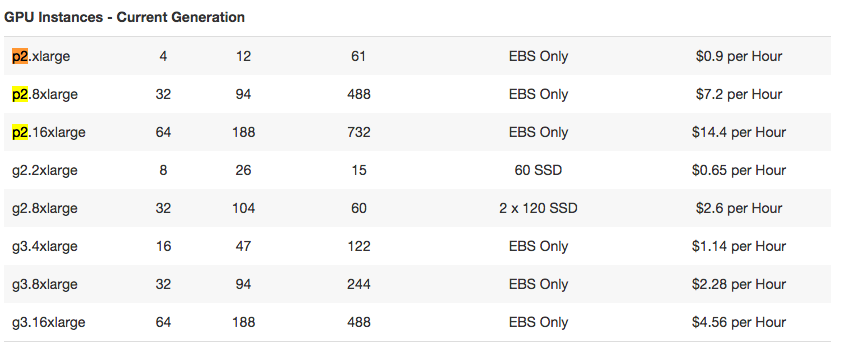 GPU Instances - Current Generation
p2.xlarge 4 12 61 EBS Only $0.9 per Hour
p2.8xlarge 32 94 488 EBS Only $7.2 per Hour
p2.16xlarge 64 188 732 EBS Only $14.4 per Hour
g2.2xlarge 8 26 15 60 SSD $0.65 per Hour
g2.8xlarge 32 104 60 2 x 120 SSD $2.6 per Hour
g3.4xlarge 16 47 122 EBS Only $1.14 per Hour
g3.8xlarge 32 94 244 EBS Only $2.28 per Hour
g3.16xlarge 64 188 488 EBS Only $4.56 per Hour